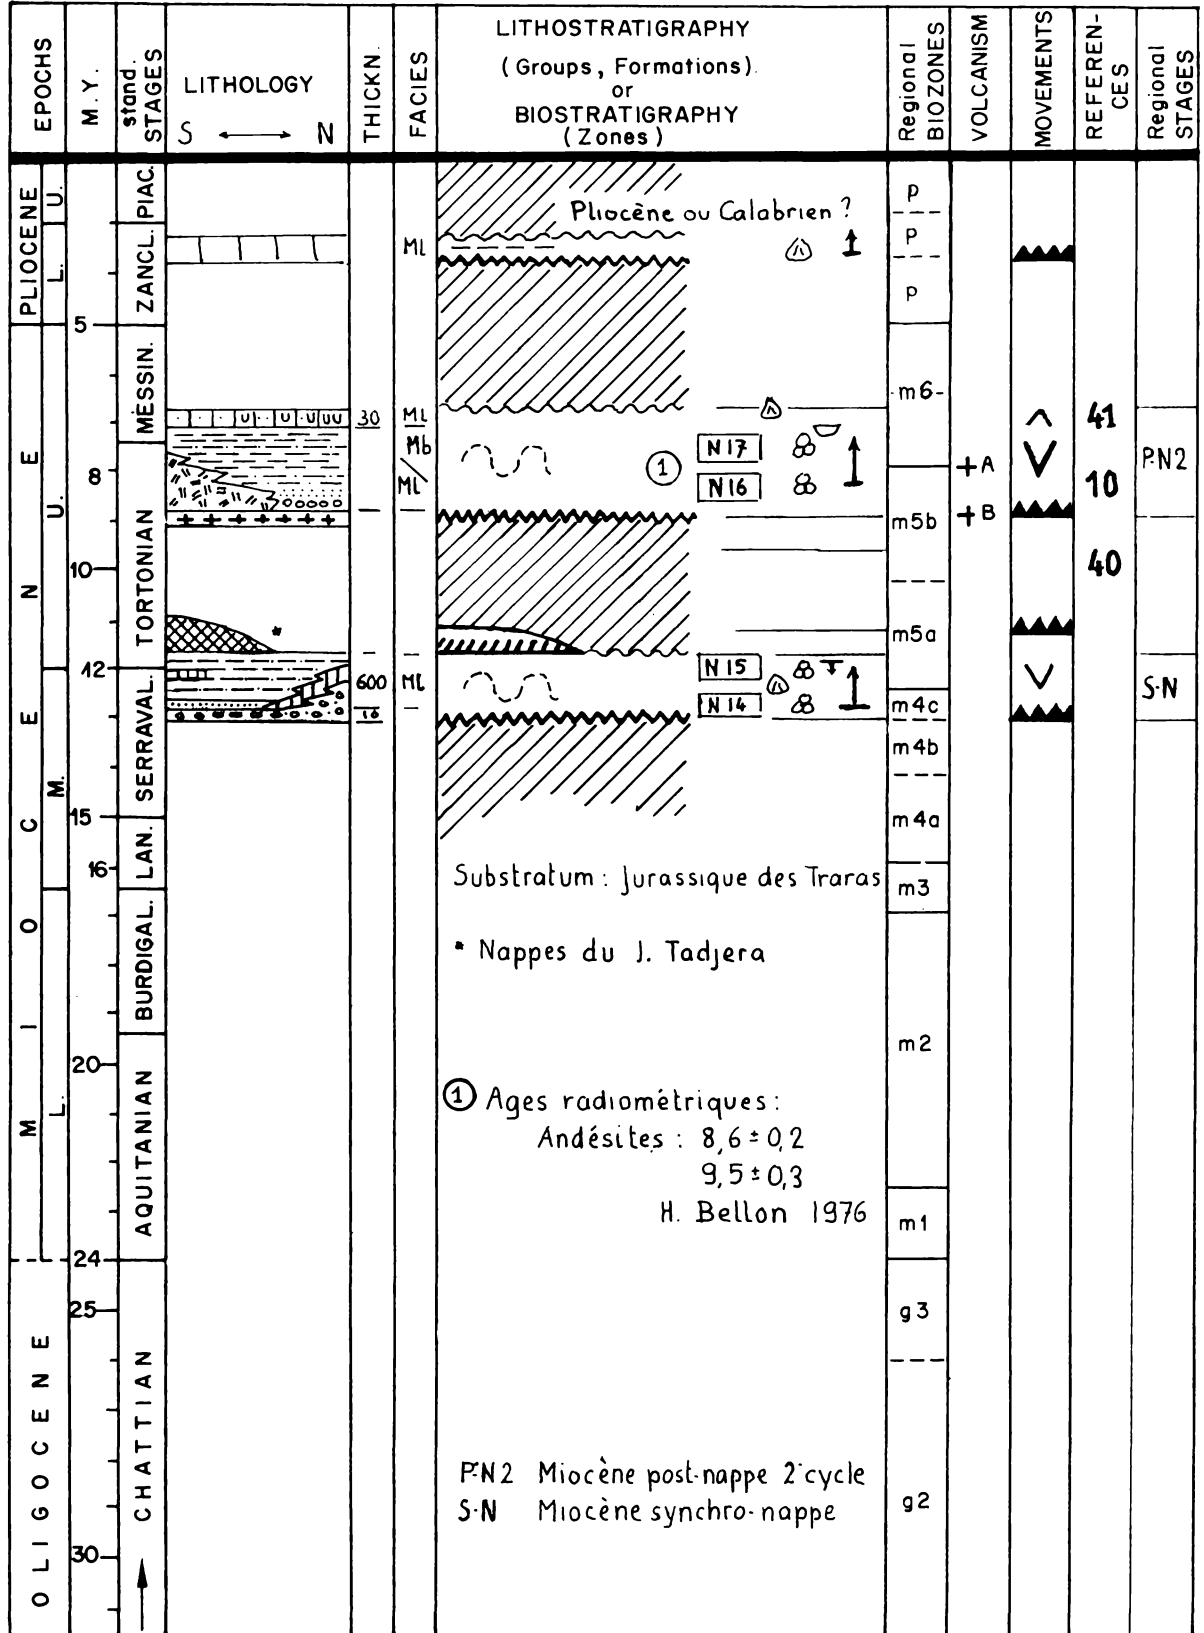 EPOCHS
M.Y.
stand. STAGES
LITHOLOGY
S N
THICKN.
FACIES
LITHOSTRATIGRAPHY
(Groups, Formations).
or
BIOSTRATIGRAPHY
(Zones)
Regional BIOZONES
VOLCANISM
MOVEMENTS
REFEREN-
CES
Regional STAGES
PLIOCENE
U.
L.
PIAC.
ZANCL.
Ml
Pliocène ou Calabrien ?
p
p
p
5
MIOCENE
U.
MESSIN.
30
Ml
Mb
Ml
m6
N17
N16
1
8
+A
+B
41
10
40
P.N2
m5b
TORTONIAN
10
m5a
12
600
Ml
10
N15
N14
m4c
S-N
M.
SERRAVAL.
m4b
15
m4a
LAN.
16
Substratum : Jurassique des Traras
m3
BURDIGAL.
* Nappes du J. Tadjera
m2
20
L.
AQUITANIAN
1 Ages radiométriques :
Andésites : 8,6 ± 0,2
9,5 ± 0,3
H. Bellon 1976
m1
24
25
g3
OLIGOCENE
CHATTIAN
P-N2 Miocène post-nappe 2e cycle
S-N Miocène synchro-nappe
g2
30